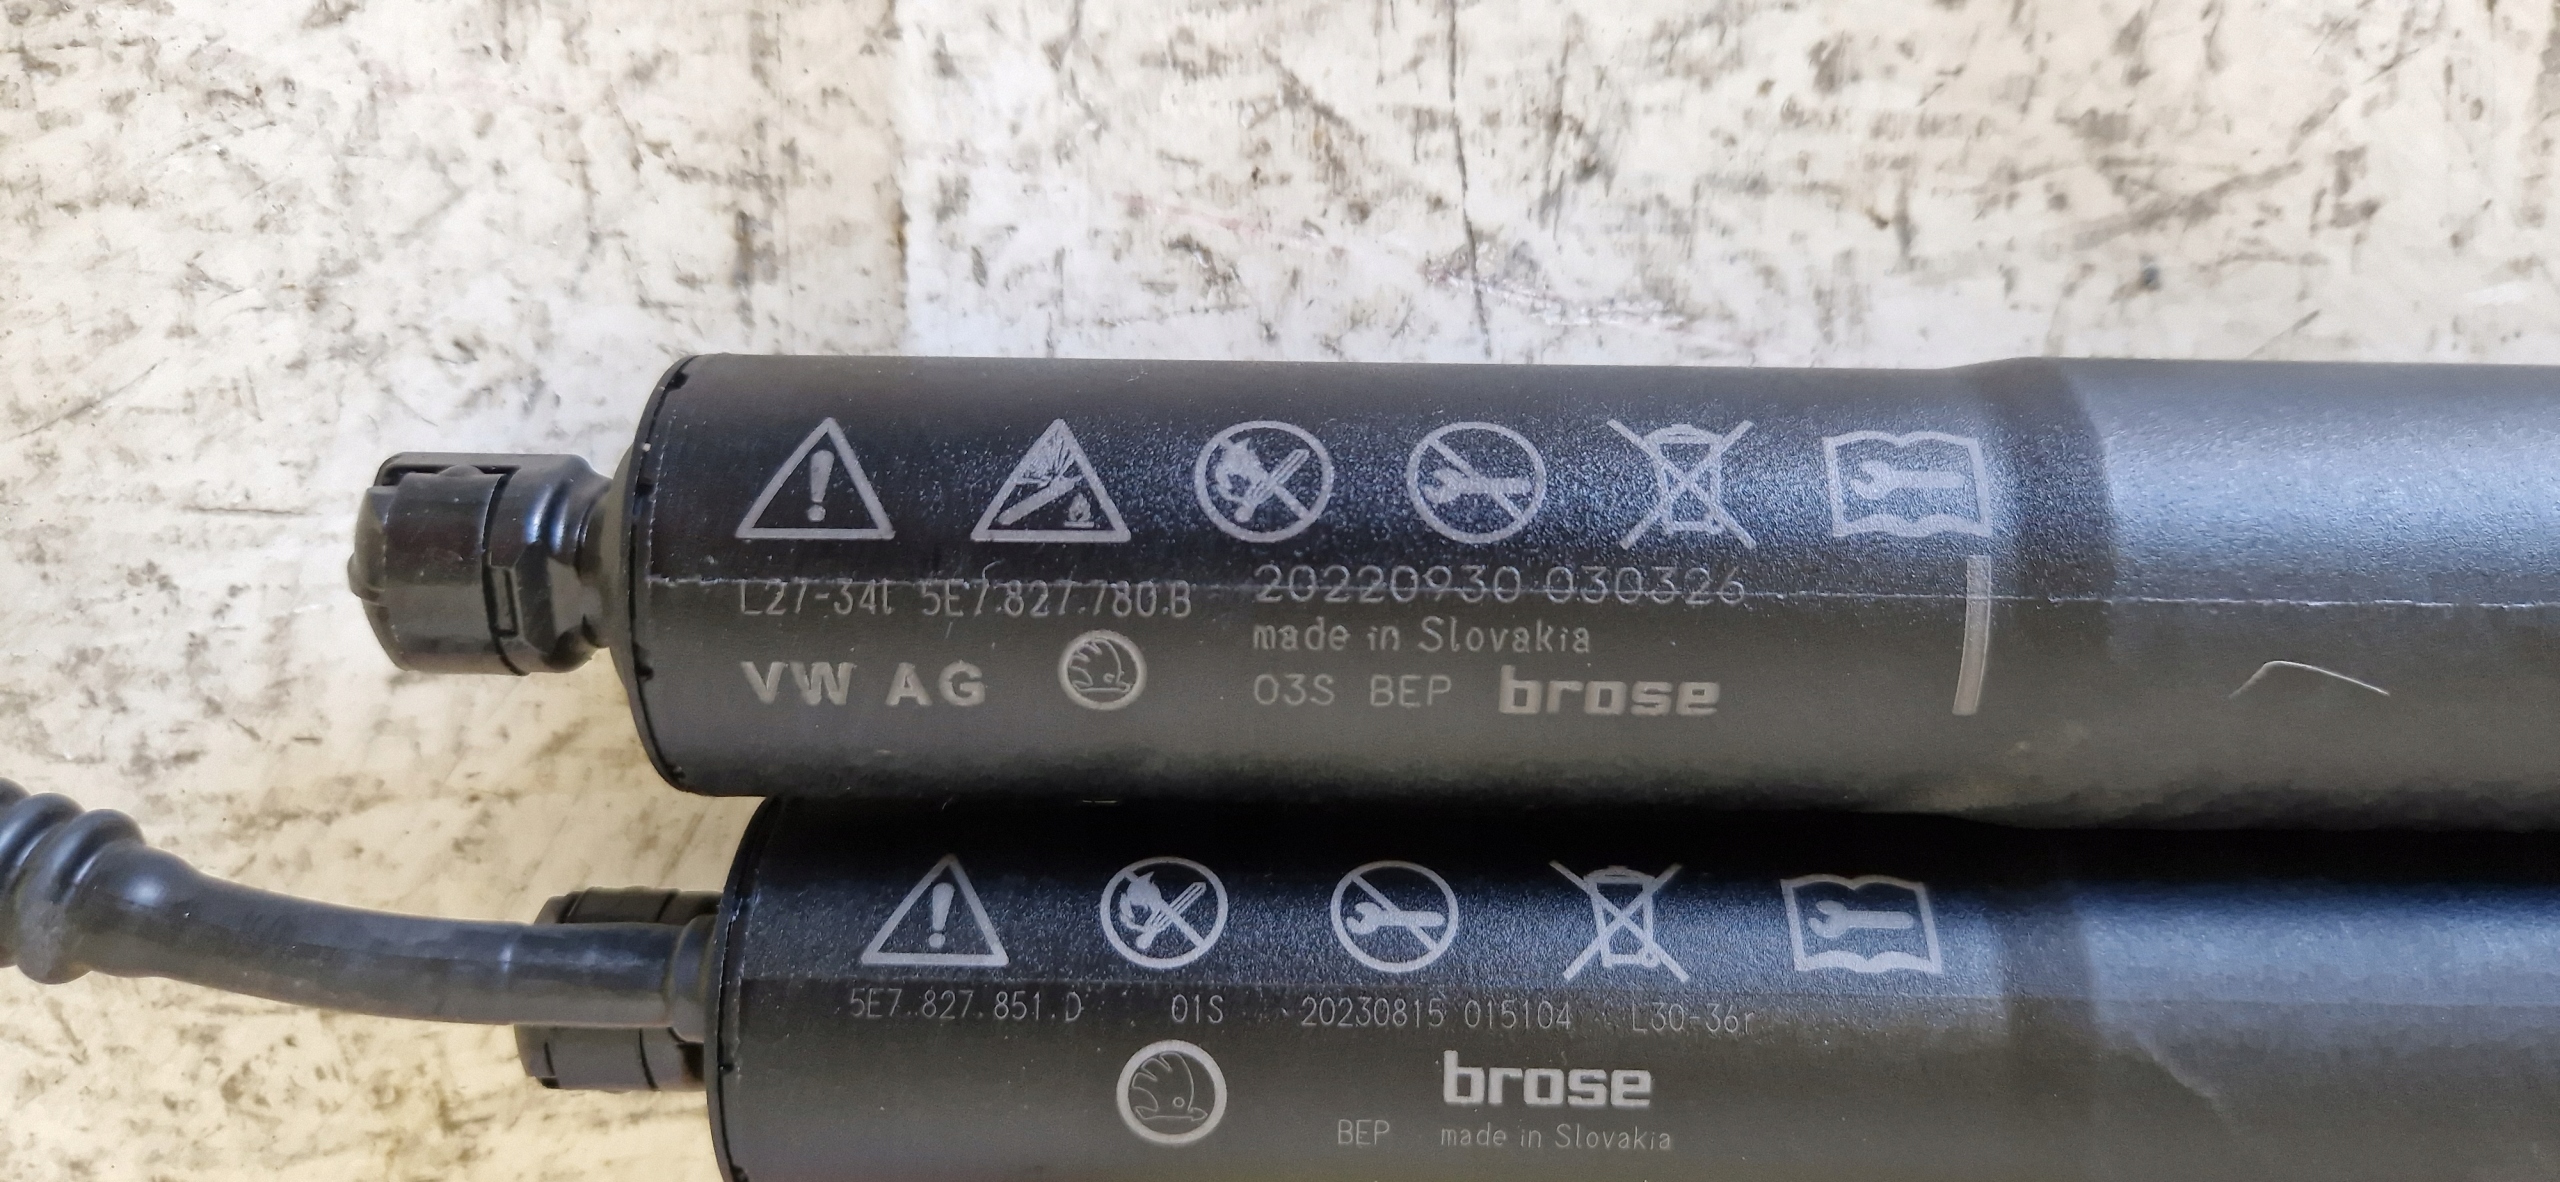 L27-34l 5E7.827.780.B 20220930 030326
made in Slovakia
VW AG 03S BEP brose
5E7.827.851.D 01S 20230815 015104 L30-36r
brose
BEP made in Slovakia